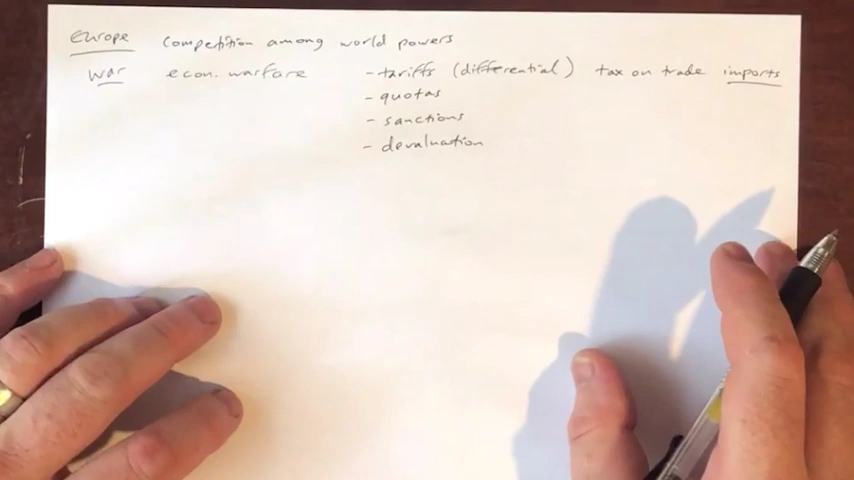 Europe competition among world powers
war econ. warfare - tariffs (differential) tax on trade imports
- quotas
- sanctions
- devaluation